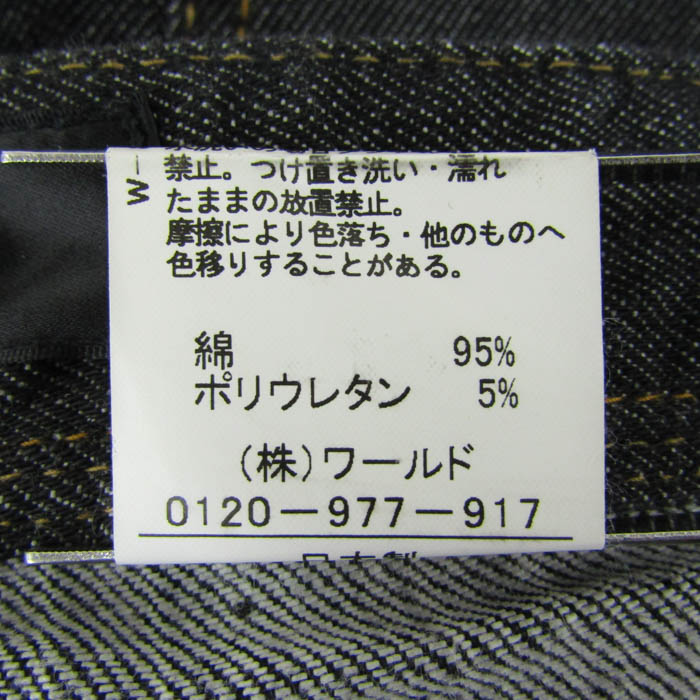 禁止。つけ置き洗い・濡れ
たままの放置禁止。
摩擦により色落ち・他のものへ
色移りすることがある。
綿 95%
ポリウレタン 5%
(株)ワールド
0120-977-917
日本製